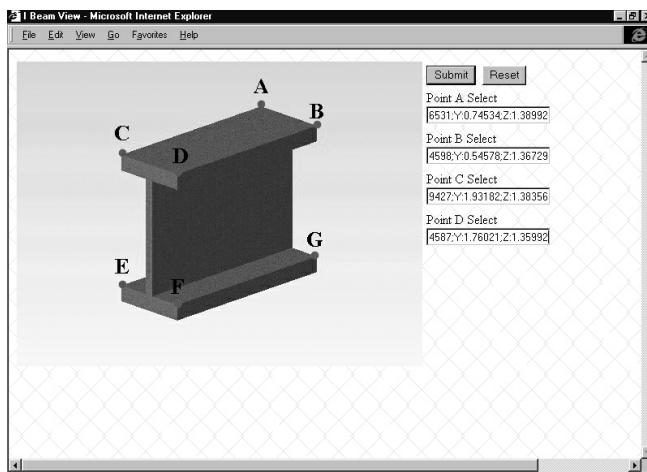 I Beam View - Microsoft Internet Explorer
File Edit View Go Favorites Help
A
B
C
D
E
F
G
Submit Reset
Point A Select
6531;Y:0.74534;Z:1.38992
Point B Select
4598;Y:0.54578;Z:1.36729
Point C Select
9427;Y:1.93182;Z:1.38356
Point D Select
4587;Y:1.76021;Z:1.35992